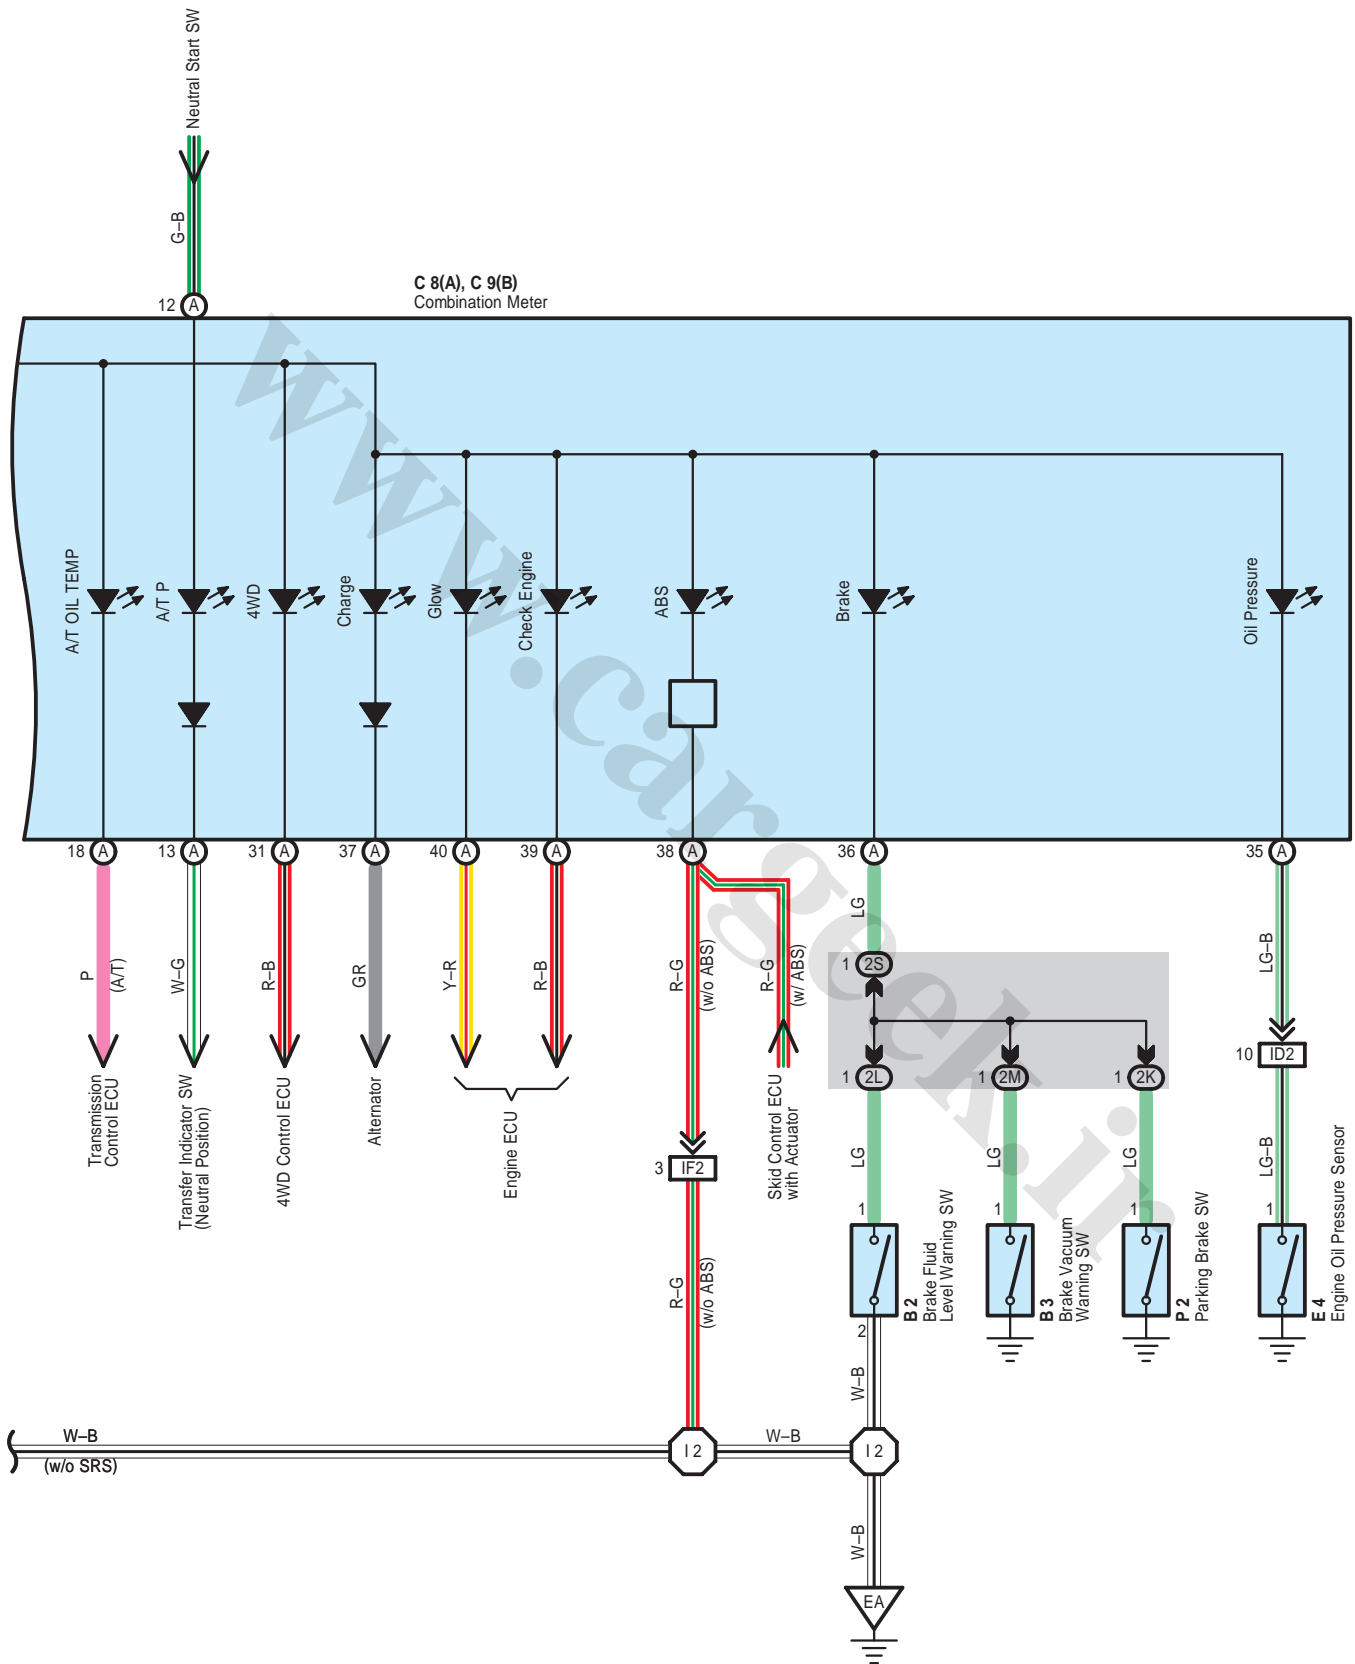 Neutral Start SW
G–B
C 8(A), C 9(B)
Combination Meter
12 A
A/T OIL TEMP
A/T P
4WD
Charge
Glow
Check Engine
ABS
Brake
Oil Pressure
18 A
13 A
31 A
37 A
40 A
39 A
38 A
36 A
35 A
P
(A/T)
W–G
R–B
GR
Y–R
R–B
R–G
(w/o ABS)
R–G
(w/ ABS)
LG
LG–B
1 2S
1 2L
1 2M
1 2K
10 ID2
Transmission
Control ECU
Transfer Indicator SW
(Neutral Position)
4WD Control ECU
Alternator
Engine ECU
3 IF2
Skid Control ECU
with Actuator
LG
LG
LG
LG–B
1
1
1
1
R–G
(w/o ABS)
B 2
Brake Fluid
Level Warning SW
B 3
Brake Vacuum
Warning SW
P 2
Parking Brake SW
E 4
Engine Oil Pressure Sensor
2
W–B
W–B
(w/o SRS)
I 2
W–B
I 2
W–B
EA
www.cargeek.ir